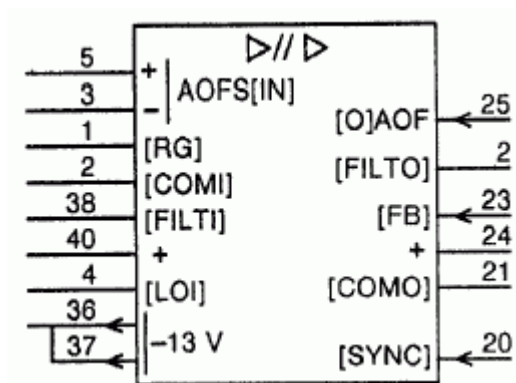 ▷// ▷
5 + AOFS[IN]
3 −
1 [RG]
2 [COMI]
38 [FILTI]
40 +
4 [LOI]
36 −13 V
37
[O]AOF 25
[FILTO] 2
[FB] 23
+ 24
[COMO] 21
[SYNC] 20